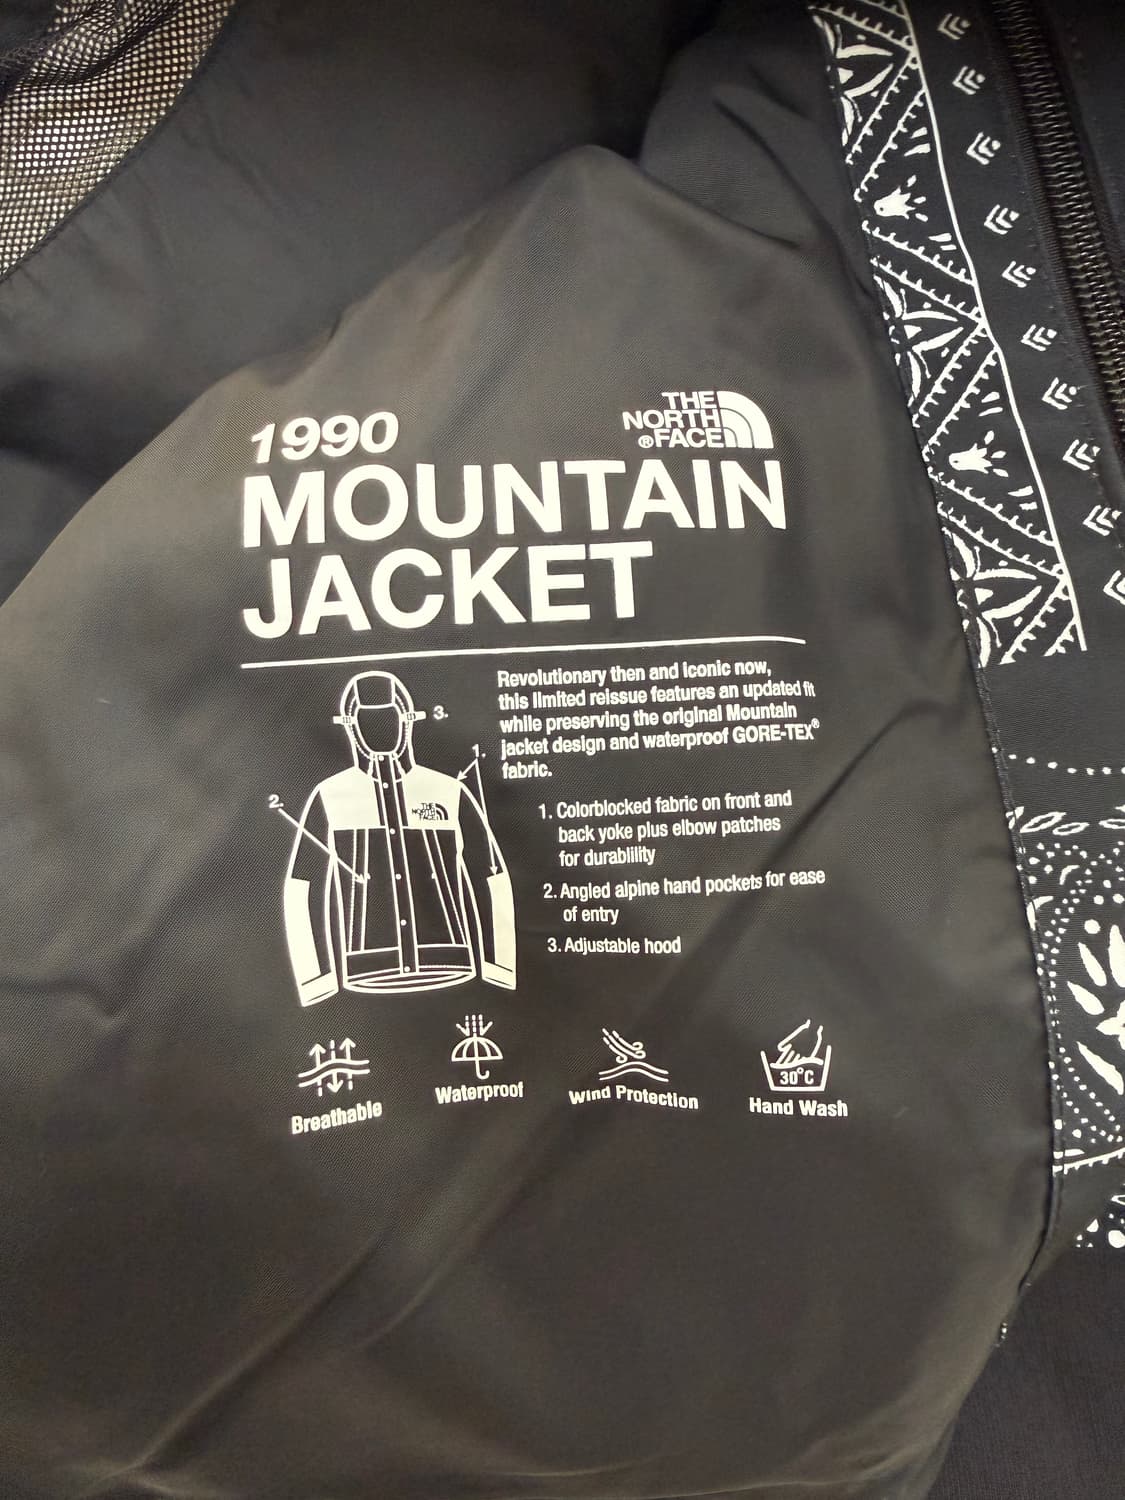 1990
THE
NORTH
®FACE
MOUNTAIN
JACKET
Revolutionary then and iconic now,
this limited reissue features an updated fit
while preserving the original Mountain
jacket design and waterproof GORE-TEX®
fabric.
3.
1.
2.
THE
NORTH
FACE
1. Colorblocked fabric on front and
back yoke plus elbow patches
for durablility
2. Angled alpine hand pockets for ease
of entry
3. Adjustable hood
30°C
Breathable
Waterproof
Wind Protection
Hand Wash